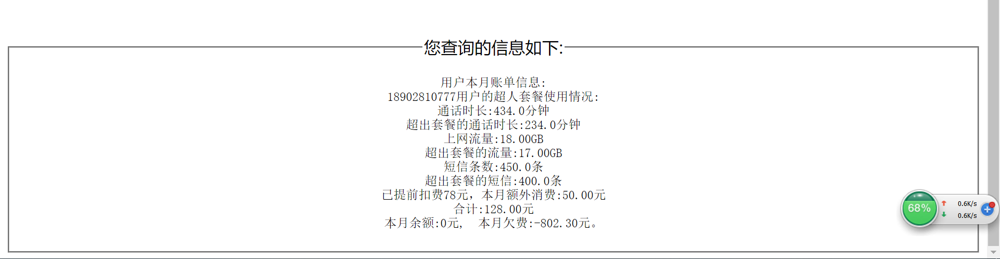 您查询的信息如下:
用户本月账单信息:
18902810777用户的超人套餐使用情况:
通话时长:434.0分钟
超出套餐的通话时长:234.0分钟
上网流量:18.00GB
超出套餐的流量:17.00GB
短信条数:450.0条
超出套餐的短信:400.0条
已提前扣费78元，本月额外消费:50.00元
合计:128.00元
本月余额:0元,  本月欠费:-802.30元。
68%
0.6K/s
0.6K/s